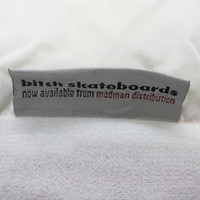 bitch skateboards
now available from madman distribution